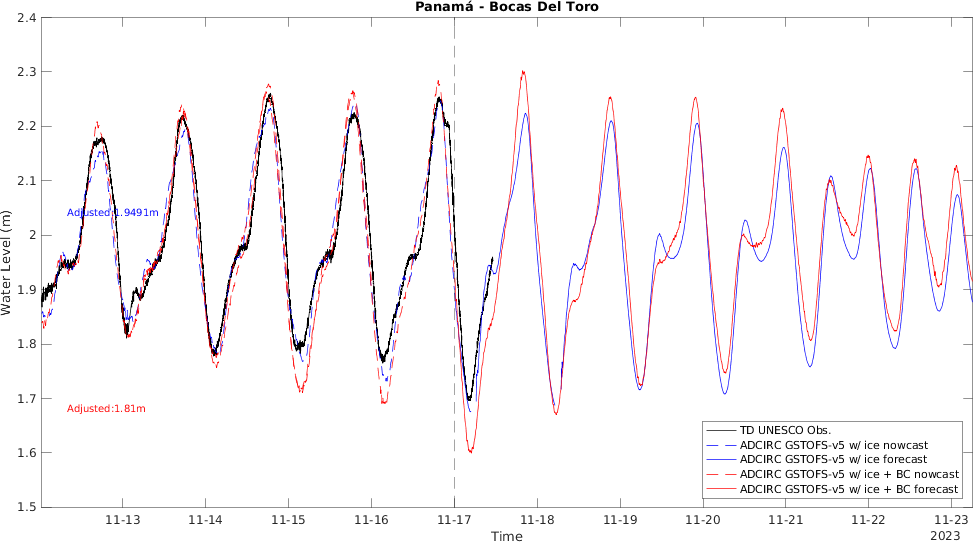 Panamá - Bocas Del Toro
Water Level (m)
2.4
2.3
2.2
2.1
2
1.9
1.8
1.7
1.6
1.5
Adjusted:1.9491m
Adjusted:1.81m
TD UNESCO Obs.
ADCIRC GSTOFS-v5 w/ ice nowcast
ADCIRC GSTOFS-v5 w/ ice forecast
ADCIRC GSTOFS-v5 w/ ice + BC nowcast
ADCIRC GSTOFS-v5 w/ ice + BC forecast
11-13 11-14 11-15 11-16 11-17 11-18 11-19 11-20 11-21 11-22 11-23
2023
Time